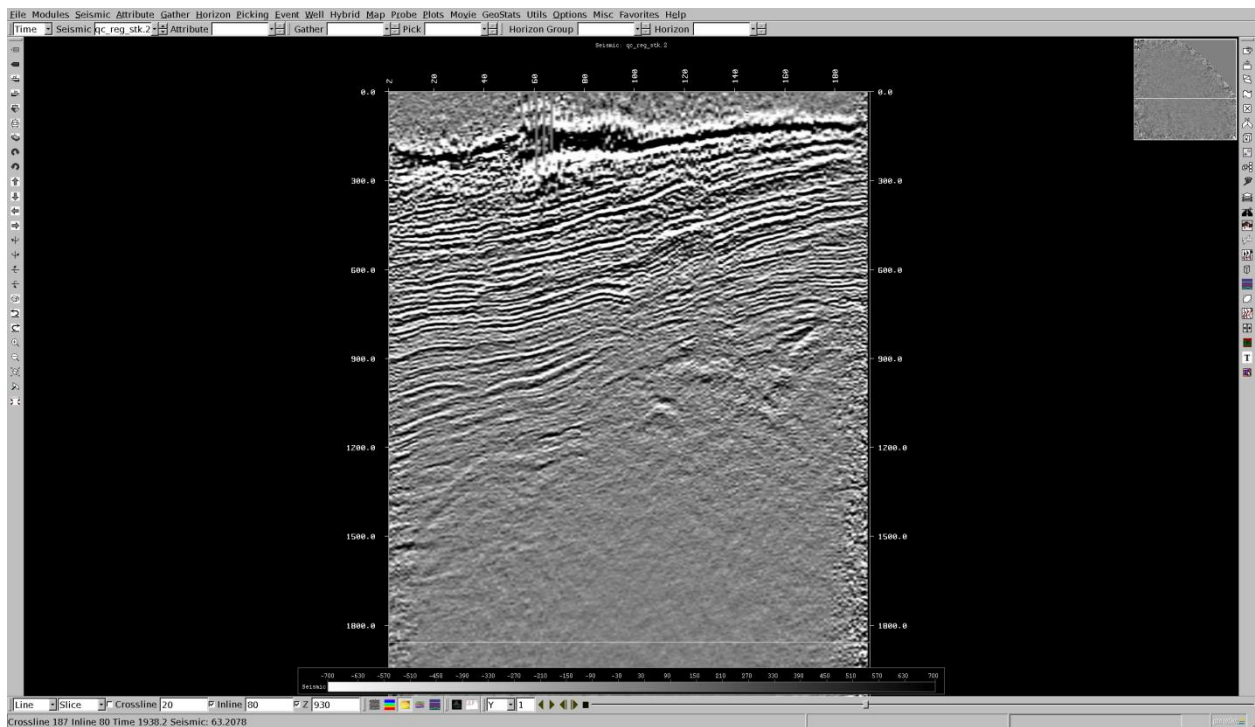 File Modules Seismic Attribute Gather Horizon Picking Event Well Hybrid Map Probe Plots Movie GeoStats Utils Options Misc Favorites Help
Time Seismic qc_reg_stk.2 Attribute Gather Pick Horizon Group Horizon
Seismic: qc_reg_stk.2
2 20 40 60 80 100 120 140 160 180
0.0 0.0
300.0 300.0
600.0 600.0
900.0 900.0
1200.0 1200.0
1500.0 1500.0
1800.0 1800.0
-700 -630 -570 -510 -450 -390 -330 -270 -210 -150 -90 -30 30 90 150 210 270 330 390 450 510 570 630 700
Seismic
Line Slice Crossline 20 Inline 80 Z 930 Y 1
Crossline 187 Inline 80 Time 1938.2 Seismic: 63.2078
T